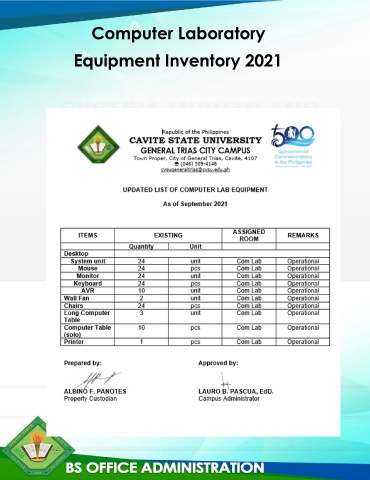 Computer Laboratory
Equipment Inventory 2021
Republic of the Philippines
CAVITE STATE UNIVERSITY
GENERAL TRIAS CITY CAMPUS
Town Proper, City of General Trias, Cavite, 4107
☎ (046) 509-4148
cvsugeneraltrias@cvsu.edu.ph
500
Quincentennial
Commemorations
in the Philippines
UPDATED LIST OF COMPUTER LAB EQUIPMENT
As of September 2021
ITEMS EXISTING ASSIGNED ROOM REMARKS
Quantity Unit
Desktop
System unit 24 unit Com Lab Operational
Mouse 24 pcs Com Lab Operational
Monitor 24 unit Com Lab Operational
Keyboard 24 pcs Com Lab Operational
AVR 10 unit Com Lab Operational
Wall Fan 2 unit Com Lab Operational
Chairs 24 pcs Com Lab Operational
Long Computer Table 3 unit Com Lab Operational
Computer Table (solo) 10 pcs Com Lab Operational
Printer 1 pcs Com Lab Operational
Prepared by: Approved by:
ALBINO F. PANOTES LAURO B. PASCUA, EdD.
Property Custodian Campus Administrator
BS OFFICE ADMINISTRATION